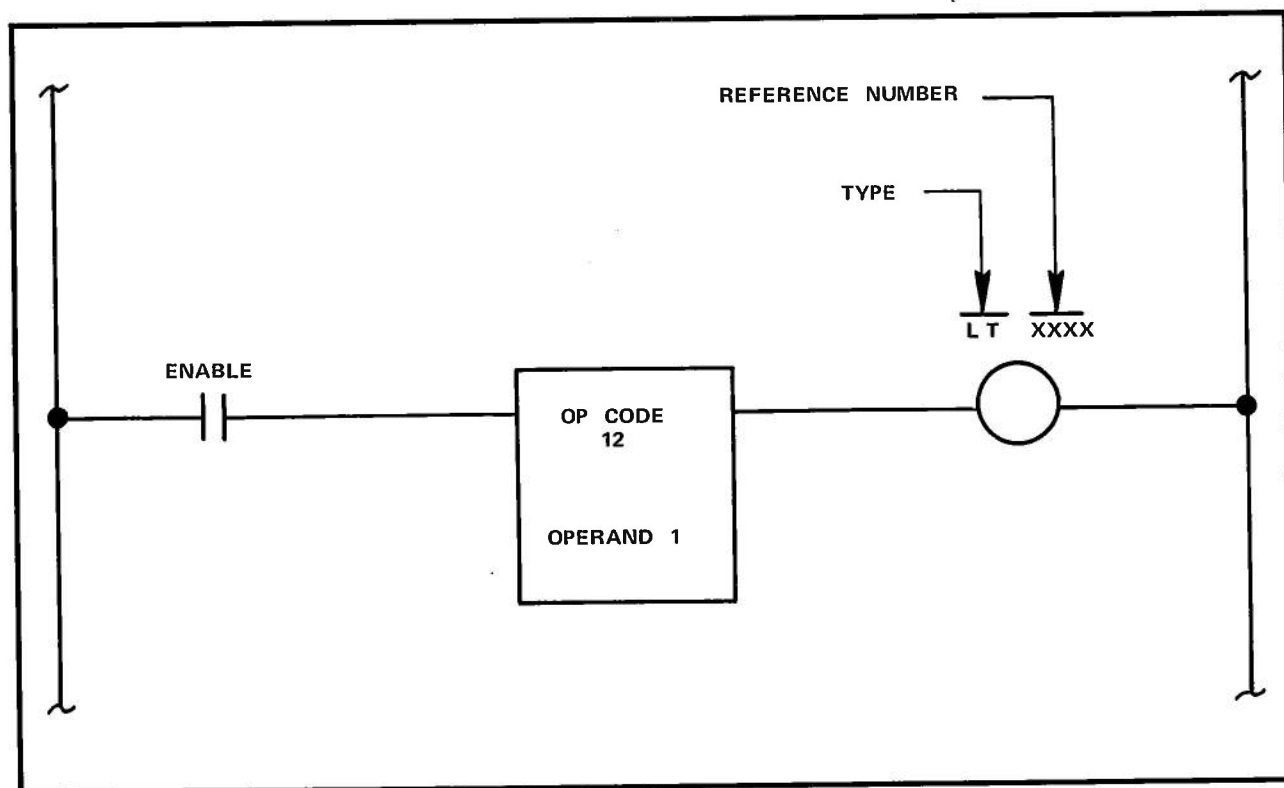 REFERENCE NUMBER
TYPE
LT XXXX
ENABLE
OP CODE
12
OPERAND 1